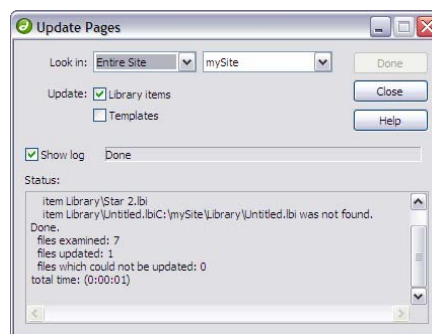 Update Pages
Look in: Entire Site mySite Done
Update: Library items Close
Templates Help
Show log Done
Status:
item Library\Star 2.lbi
item Library\Untitled.lbiC:\mySite\Library\Untitled.lbi was not found.
Done.
files examined: 7
files updated: 1
files which could not be updated: 0
total time: (0:00:01)